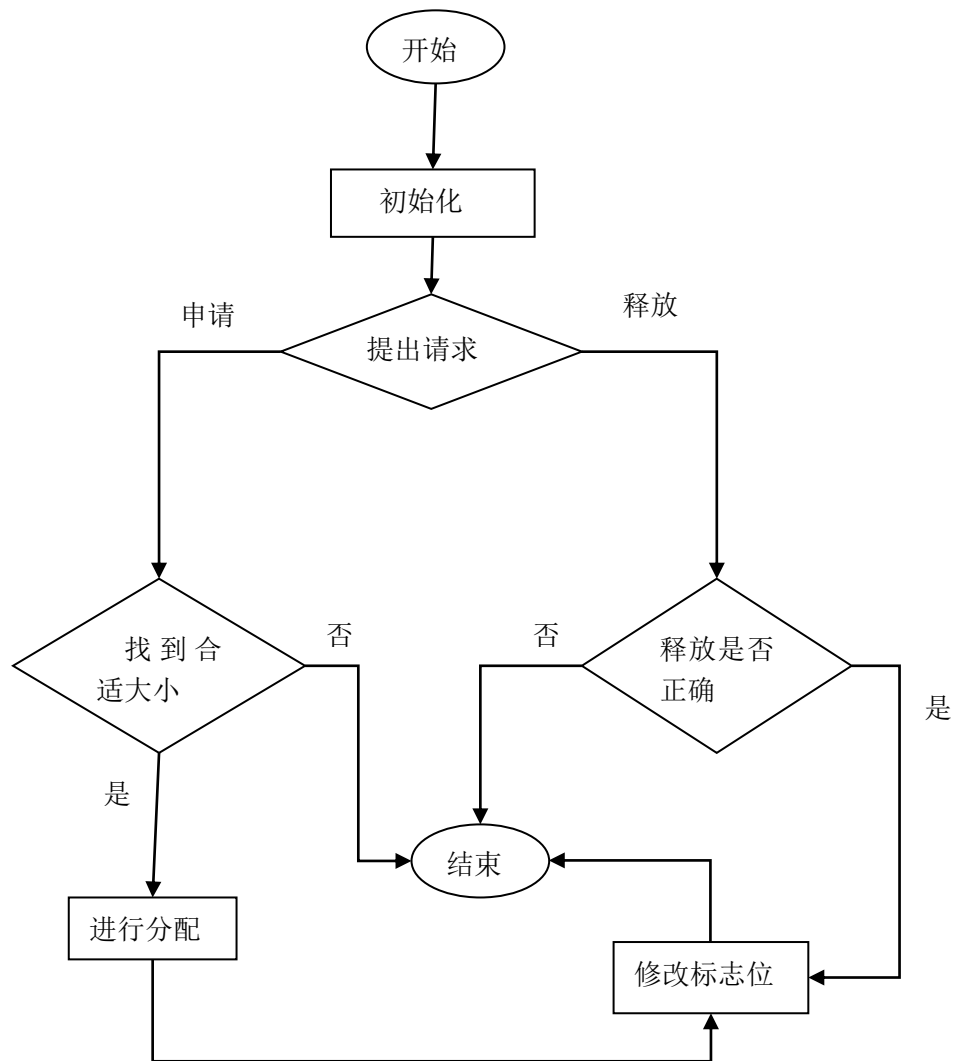 开始
初始化
申请
释放
提出请求
找到合
适大小
否
否
释放是否
正确
是
是
结束
进行分配
修改标志位